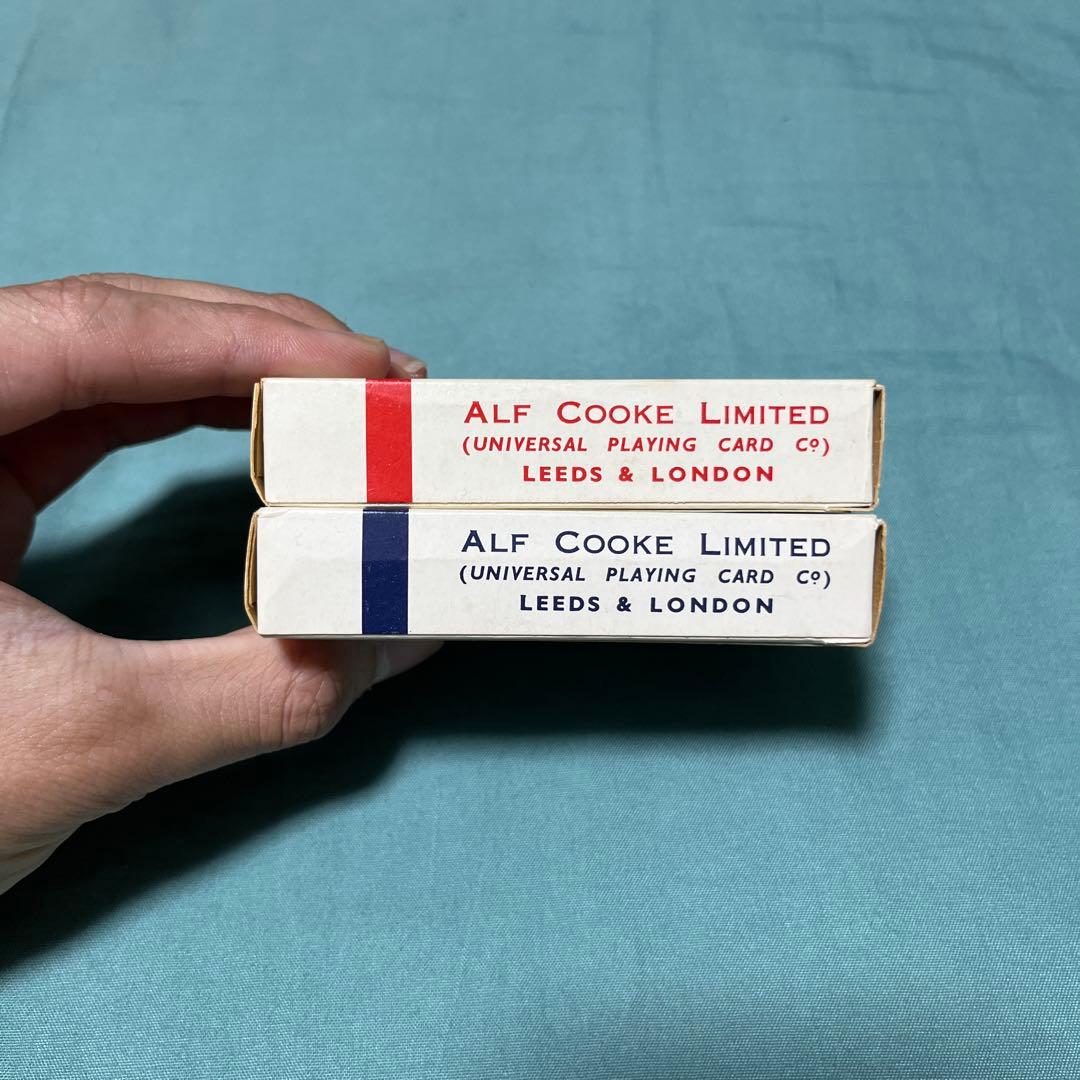 ALF COOKE LIMITED
(UNIVERSAL PLAYING CARD Cº)
LEEDS & LONDON
ALF COOKE LIMITED
(UNIVERSAL PLAYING CARD Cº)
LEEDS & LONDON